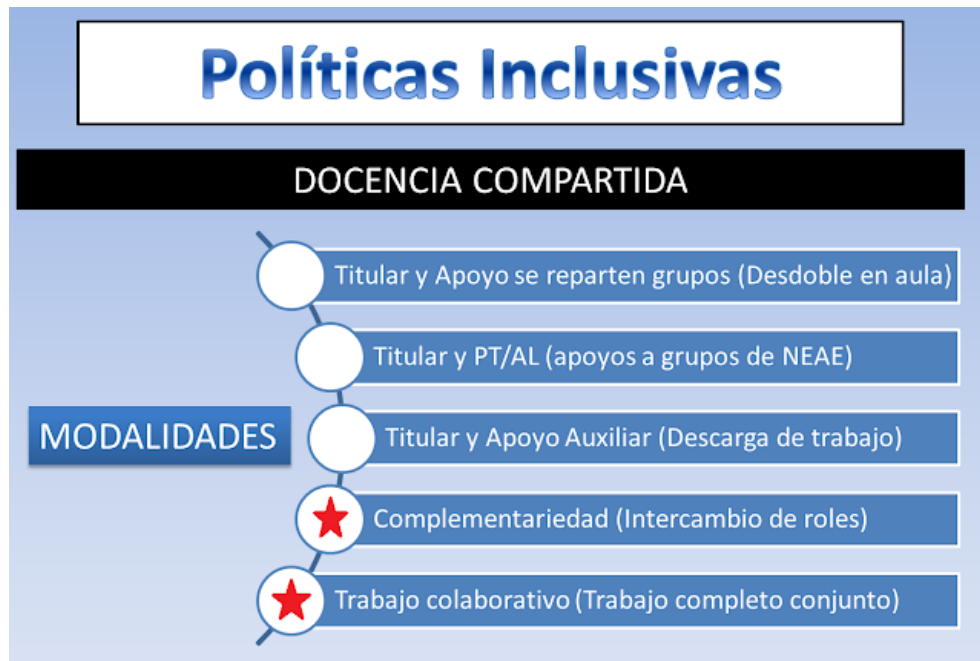 Políticas Inclusivas
DOCENCIA COMPARTIDA
Titular y Apoyo se reparten grupos (Desdoble en aula)
Titular y PT/AL (apoyos a grupos de NEAE)
MODALIDADES
Titular y Apoyo Auxiliar (Descarga de trabajo)
Complementariedad (Intercambio de roles)
Trabajo colaborativo (Trabajo completo conjunto)